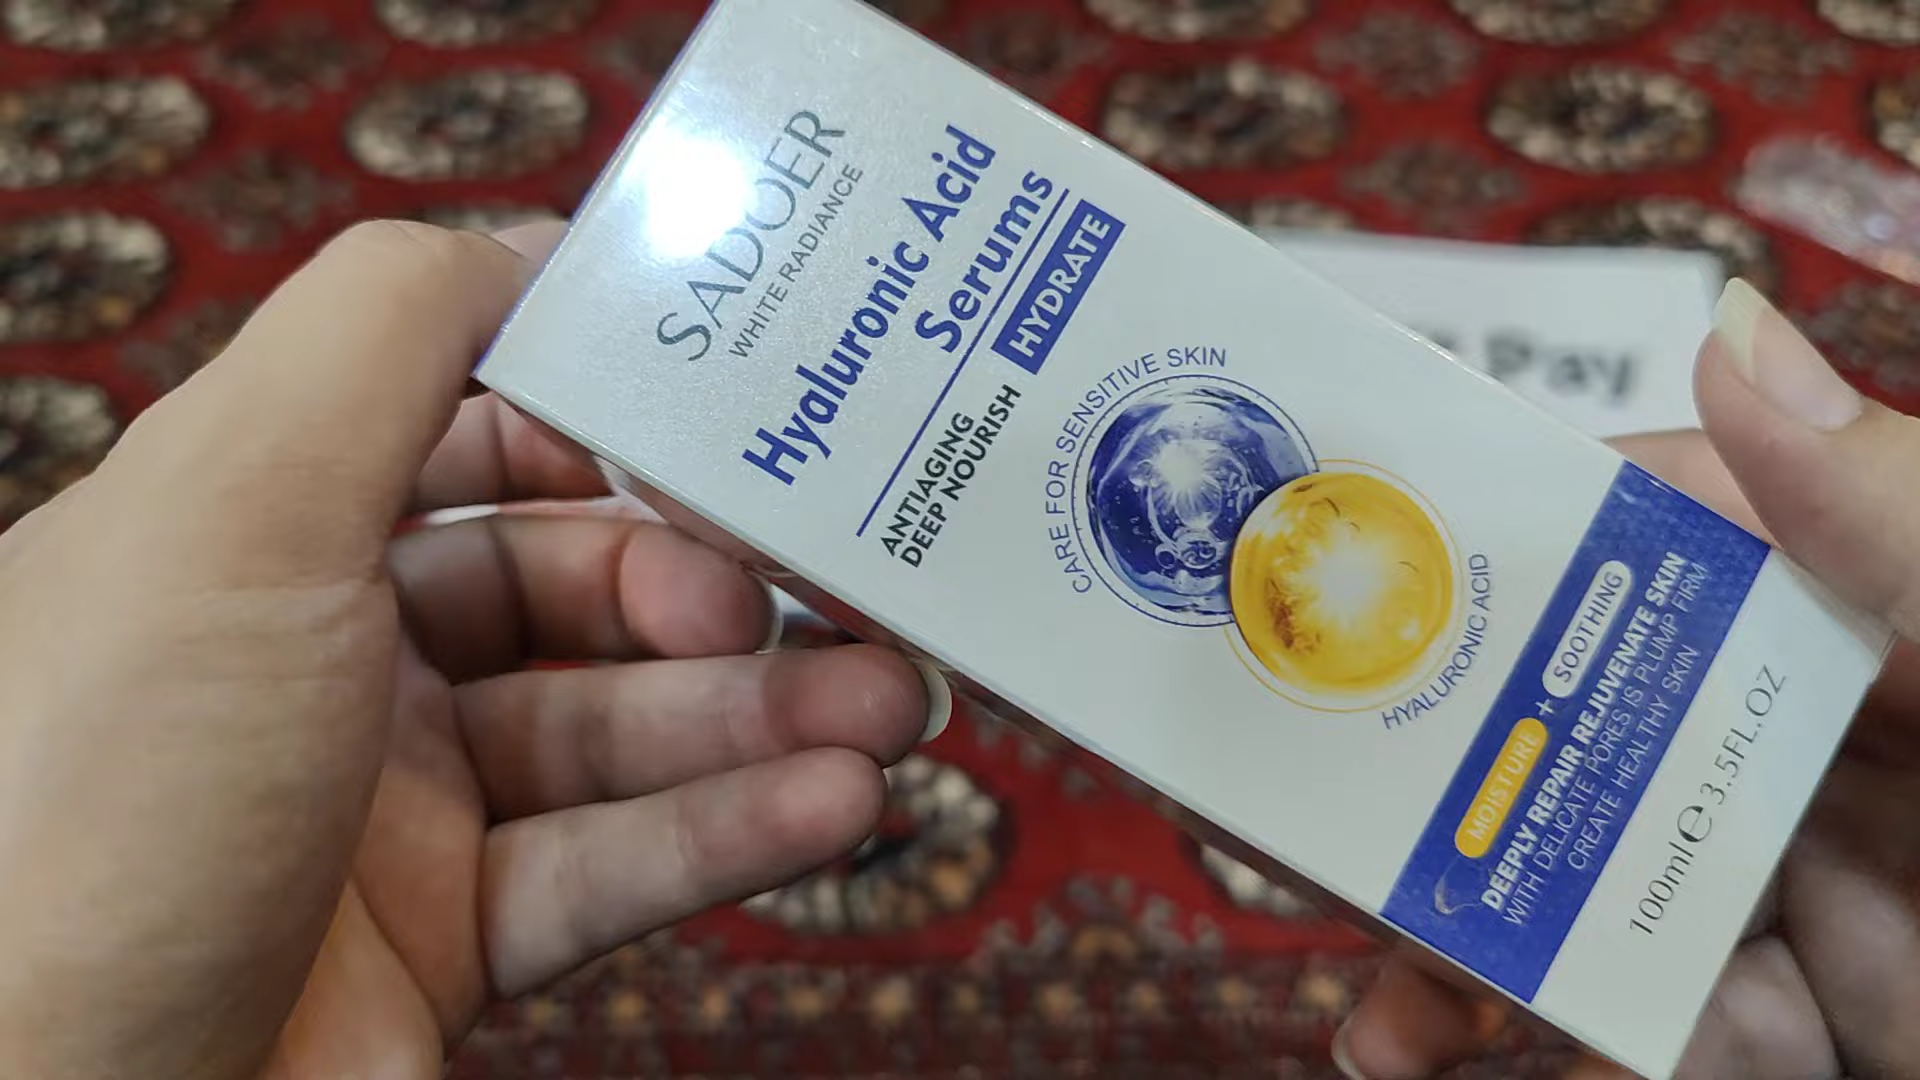 SADOER
WHITE RADIANCE
Hyaluronic Acid
Serums
ANTIAGING HYDRATE
DEEP NOURISH
CARE FOR SENSITIVE SKIN
HYALURONIC ACID
MOISTURE + SOOTHING
DEEPLY REPAIR REJUVENATE SKIN
WITH DELICATE PORES IS PLUMP FIRM
CREATE HEALTHY SKIN
100ml e 3.5FL.OZ
Day